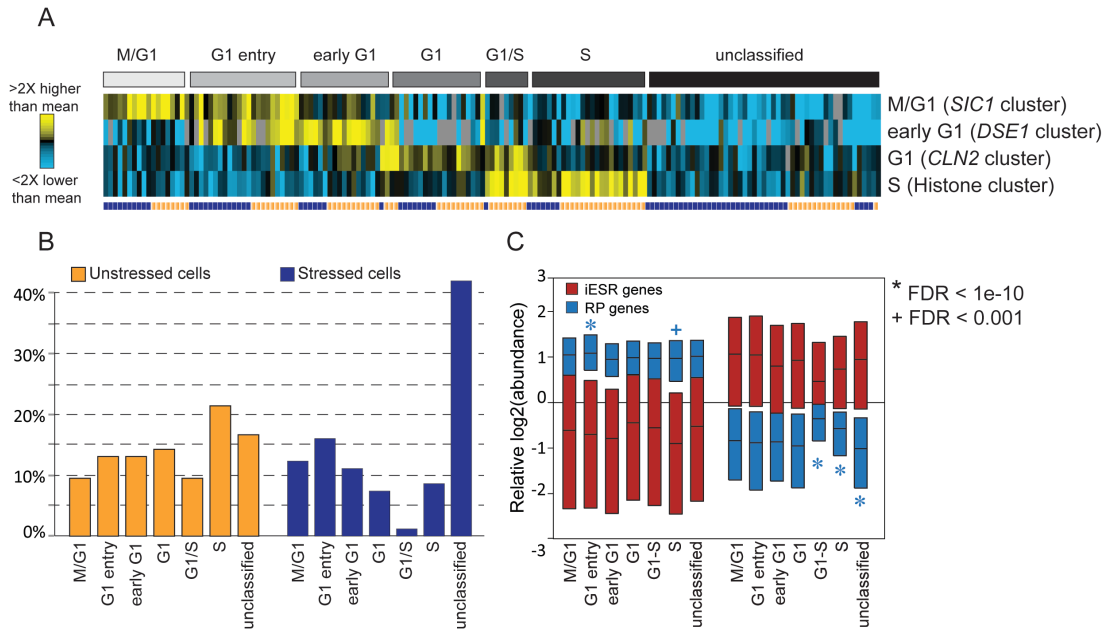 A
M/G1 G1 entry early G1 G1 G1/S S unclassified
>2X higher
than mean
<2X lower
than mean
M/G1 (SIC1 cluster)
early G1 (DSE1 cluster)
G1 (CLN2 cluster)
S (Histone cluster)
B
Unstressed cells Stressed cells
40%
30%
20%
10%
0%
M/G1 G1 entry early G1 G1 G1/S S unclassified M/G1 G1 entry early G1 G1 G1/S S unclassified
C
Relative log2(abundance)
3
2
1
0
-1
-2
-3
iESR genes
RP genes
*
+
*
*
*
* FDR < 1e-10
+ FDR < 0.001
M/G1 G1 entry early G1 G1 G1-S S unclassified M/G1 G1 entry early G1 G1 G1-S S unclassified